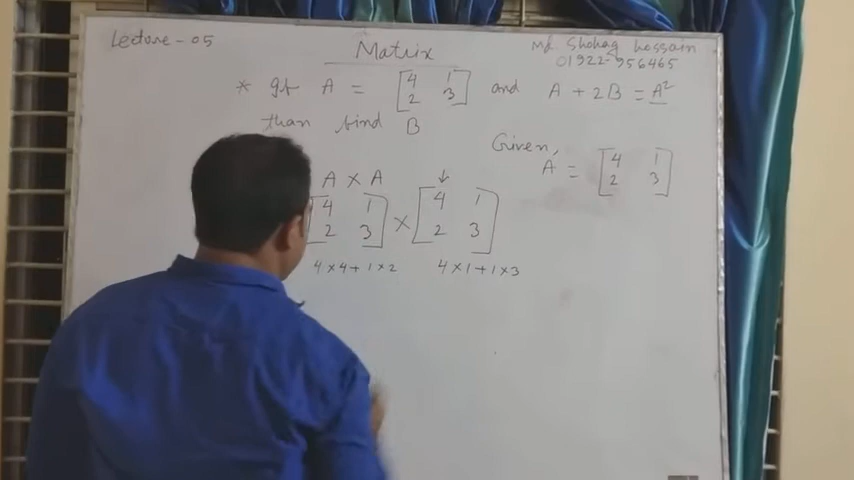 Lecture - 05
Matrix
Md. Shohag Hossain
01922-956465
* If A = [4 1 and A + 2B = A²
2 3]
than find B
Given,
A = [4 1
2 3]
A × A
[4 1 × [4 1
2 3] 2 3]
4×4+1×2 4×1+1×3